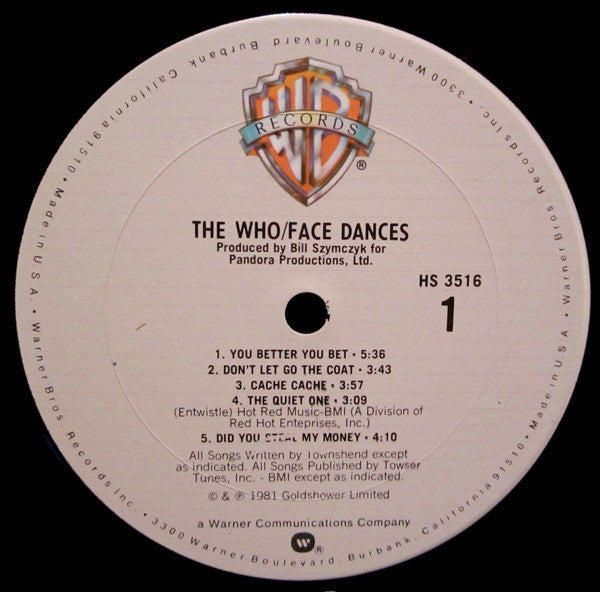 WB
RECORDS
®
THE WHO/FACE DANCES
Produced by Bill Szymczyk for
Pandora Productions, Ltd.
HS 3516
1
1. YOU BETTER YOU BET • 5:36
2. DON'T LET GO THE COAT • 3:43
3. CACHE CACHE • 3:57
4. THE QUIET ONE • 3:09
(Entwistle) Hot Red Music-BMI (A Division of
Red Hot Enteprises, Inc.)
5. DID YOU STEAL MY MONEY • 4:10
All Songs Written by Townshend except
as indicated. All Songs Published by Towser
Tunes, Inc. - BMI except as indicated.
© & ℗ 1981 Goldshower Limited
a Warner Communications Company
W®
Warner Bros. Records Inc. • 3300 Warner Boulevard, Burbank, California 91510 • Made in U.S.A. • Warner Bros. Records Inc. • 3300 Warner Boulevard, Burbank, California 91510 • Made in U.S.A. •